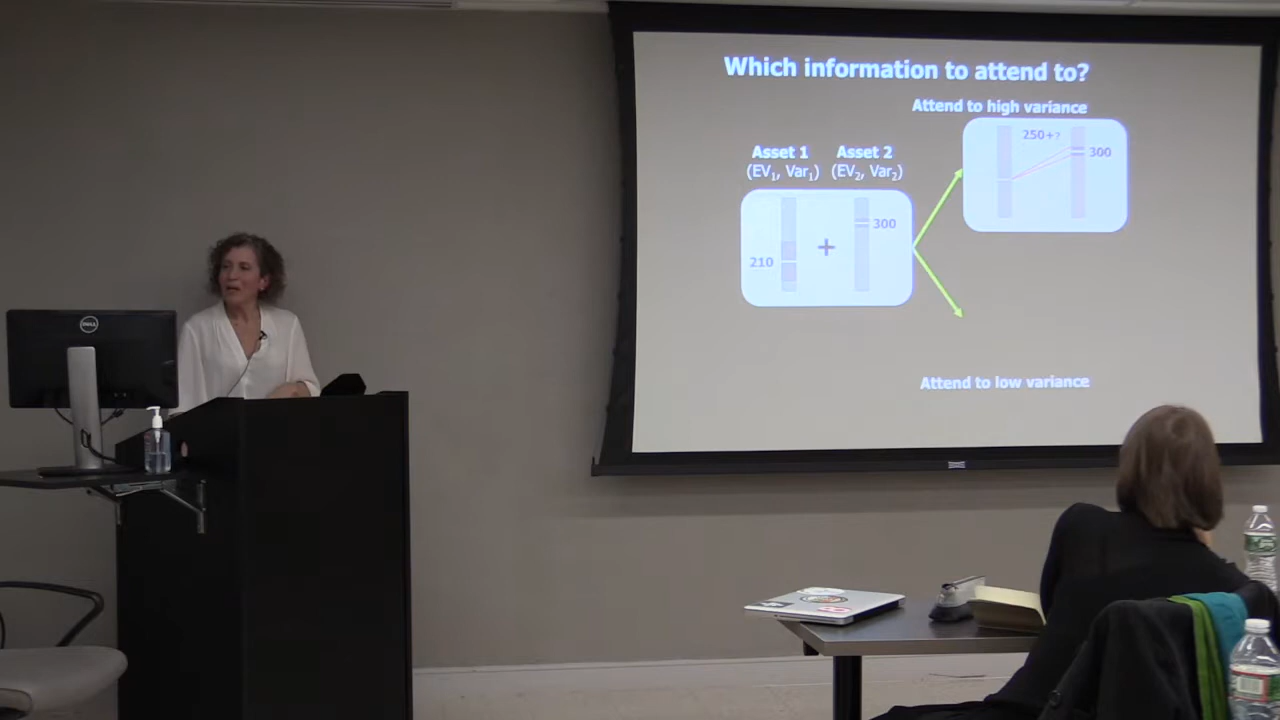 Which information to attend to?
Attend to high variance
250+?
300
Asset 1 Asset 2
(EV₁, Var₁) (EV₂, Var₂)
300
+
210
Attend to low variance
DELL